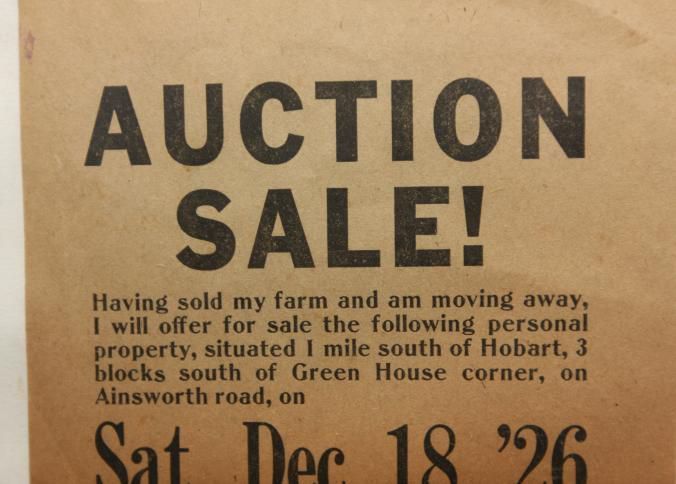 AUCTION
SALE!
Having sold my farm and am moving away,
I will offer for sale the following personal
property, situated 1 mile south of Hobart, 3
blocks south of Green House corner, on
Ainsworth road, on
Sat. Dec. 18, '26